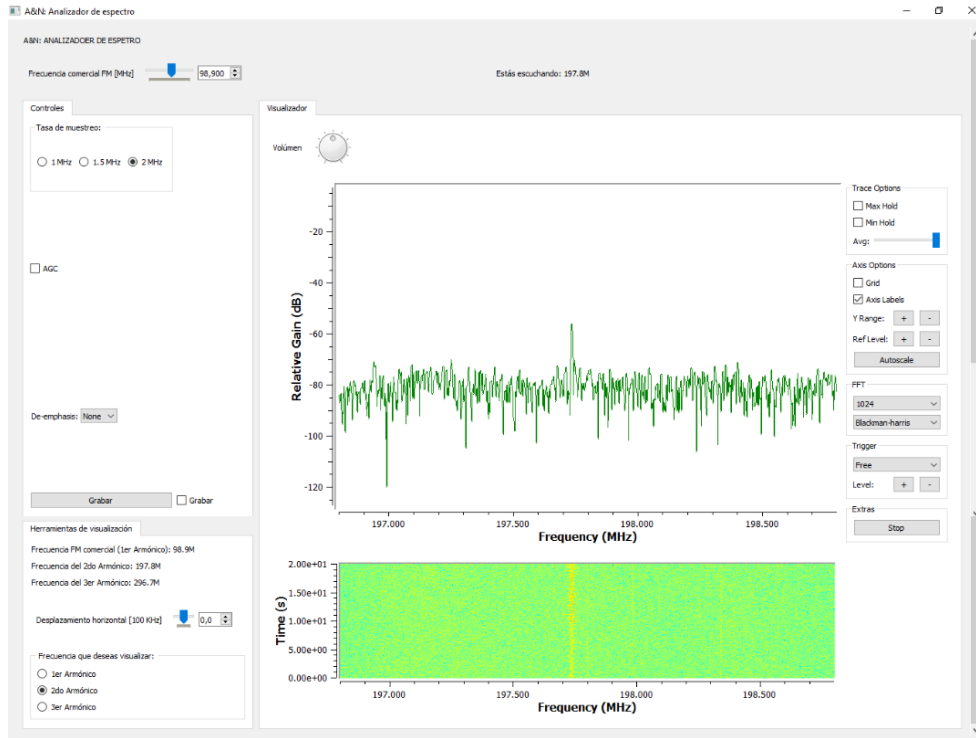 A&N: Analizador de espectro
A&N: ANALIZADOER DE ESPETRO
Frecuencia comercial FM [MHz] 98,900
Estás escuchando: 197.8M
Controles
Tasa de muestreo:
1 MHz 1.5 MHz 2 MHz
AGC
De-emphasis: None
Grabar Grabar
Herramientas de visualización
Frecuencia FM comercial (1er Armónico): 98.9M
Frecuencia del 2do Armónico: 197.8M
Frecuencia del 3er Armónico: 296.7M
Desplazamiento horizontal [100 KHz] 0,0
Frecuencia que deseas visualizar:
1er Armónico
2do Armónico
3er Armónico
Visualizador
Volúmen
Relative Gain (dB)
-20
-40
-60
-80
-100
-120
197.000 197.500 198.000 198.500
Frequency (MHz)
Time (s)
2.00e+01
1.50e+01
1.00e+01
5.00e+00
0.00e+00
197.000 197.500 198.000 198.500
Frequency (MHz)
Trace Options
Max Hold
Min Hold
Avg:
Axis Options
Grid
Axis Labels
Y Range: + -
Ref Level: + -
Autoscale
FFT
1024
Blackman-harris
Trigger
Free
Level: + -
Extras
Stop